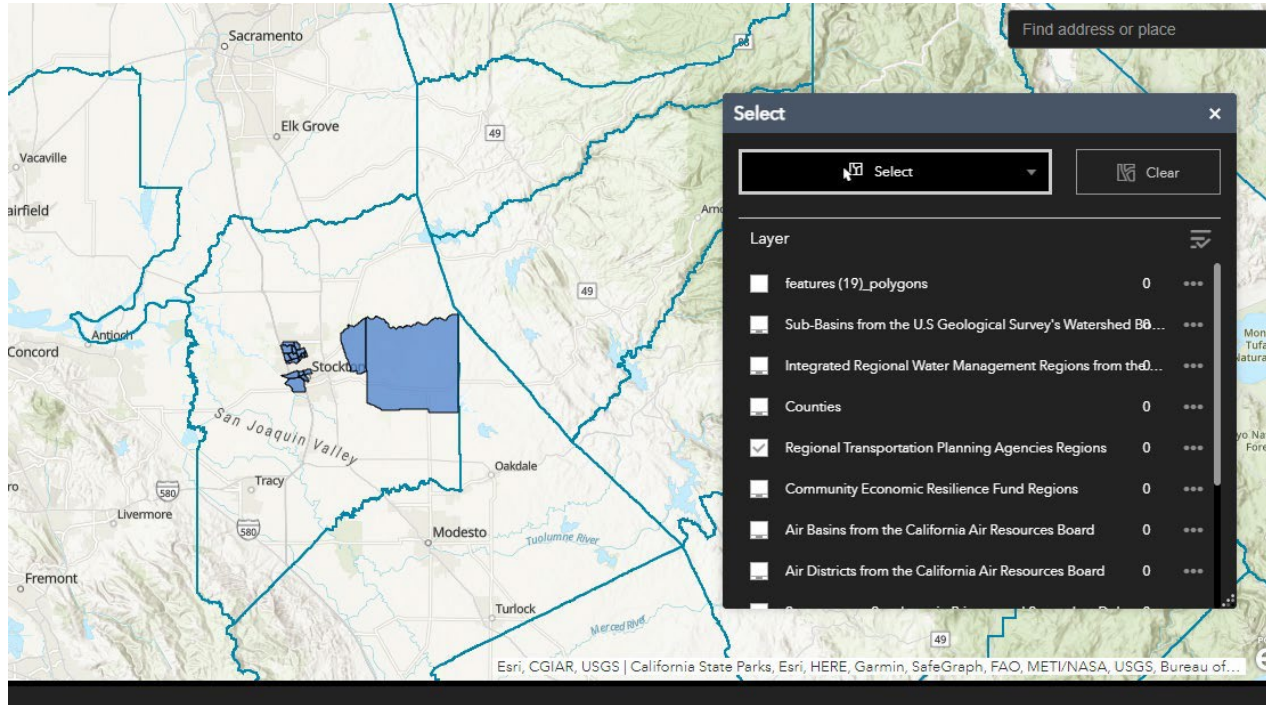 Sacramento
88
Find address or place
Elk Grove
49
Vacaville
airfield
Select
Select
Clear
Layer
features (19)_polygons 0
Sub-Basins from the U.S Geological Survey's Watershed Bo... 0
Integrated Regional Water Management Regions from the... 0
Counties 0
Regional Transportation Planning Agencies Regions 0
Community Economic Resilience Fund Regions 0
Air Basins from the California Air Resources Board 0
Air Districts from the California Air Resources Board 0
49
Antioch
Concord
Stockton
San Joaquin Valley
Oakdale
Tracy
580
Livermore
580
Modesto
Tuolumne River
Fremont
Turlock
Merced River
49
Mon
Tufa
Natura
yo Na
Fore
Esri, CGIAR, USGS | California State Parks, Esri, HERE, Garmin, SafeGraph, FAO, METI/NASA, USGS, Bureau of...